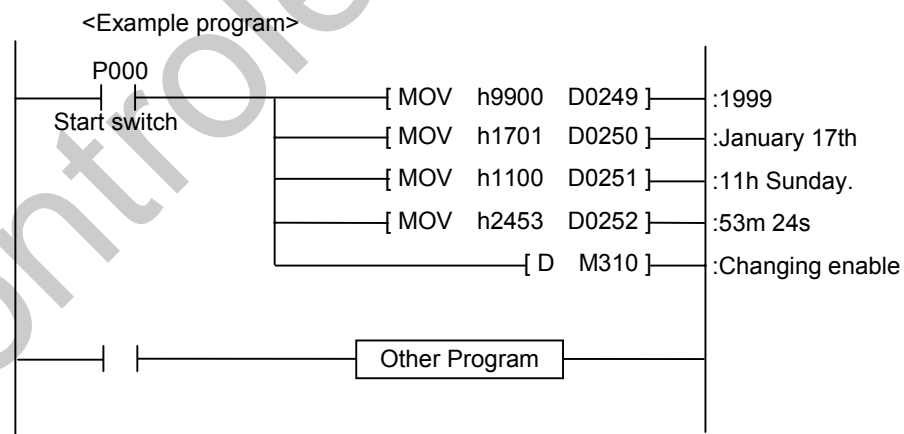 <Example program>
P000
Start switch
[ MOV h9900 D0249 ] :1999
[ MOV h1701 D0250 ] :January 17th
[ MOV h1100 D0251 ] :11h Sunday.
[ MOV h2453 D0252 ] :53m 24s
[ D M310 ] :Changing enable
Other Program
ontrole